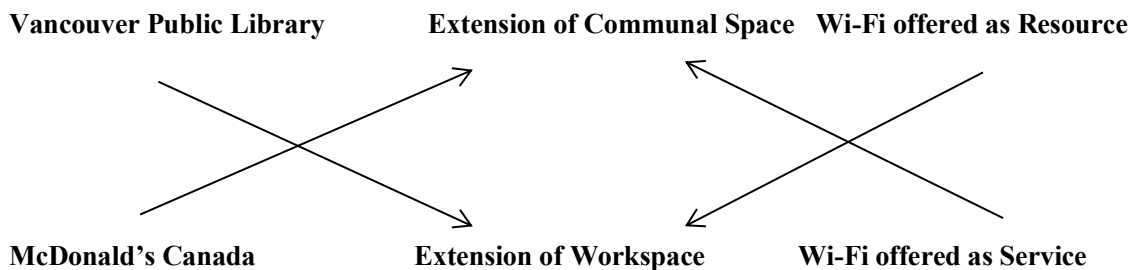 Vancouver Public Library Extension of Communal Space Wi-Fi offered as Resource
McDonald’s Canada Extension of Workspace Wi-Fi offered as Service